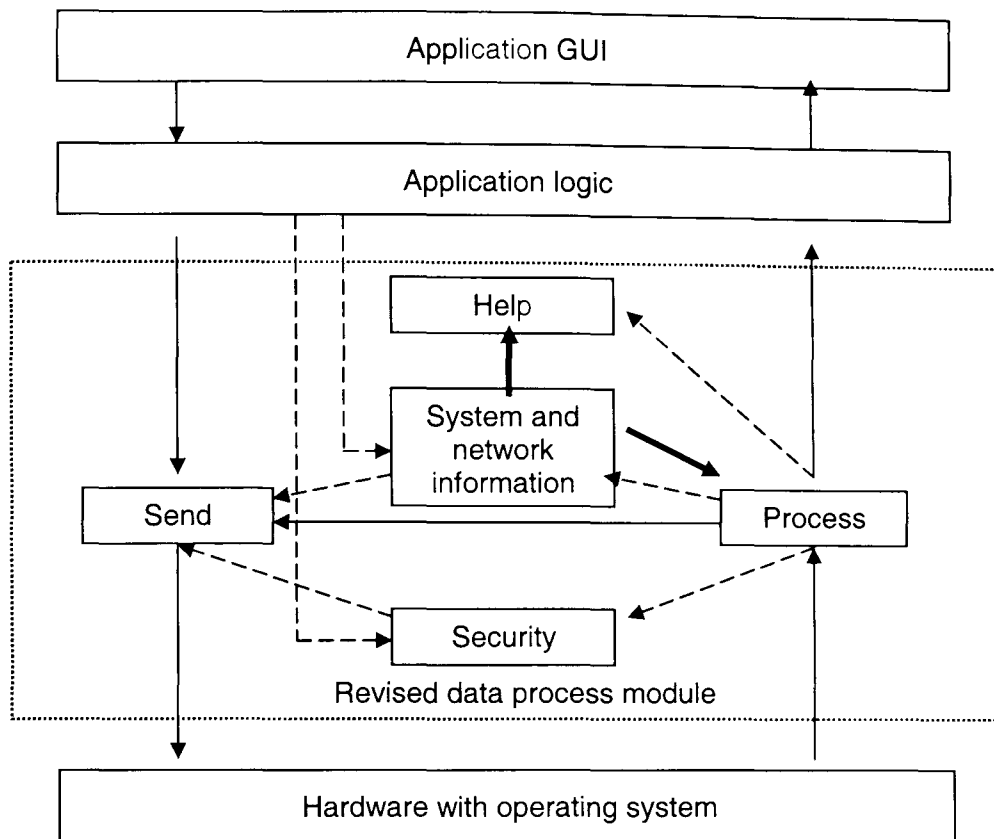 Application GUI
Application logic
Help
System and
network
information
Send
Process
Security
Revised data process module
Hardware with operating system